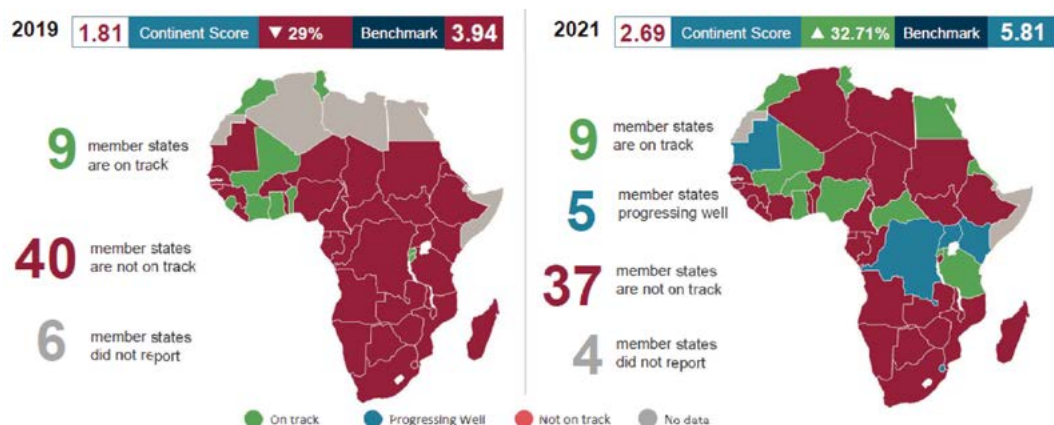 2019 1.81 Continent Score ▼ 29% Benchmark 3.94
9 member states
are on track
40 member states
are not on track
6 member states
did not report
2021 2.69 Continent Score ▲ 32.71% Benchmark 5.81
9 member states
are on track
5 member states
progressing well
37 member states
are not on track
4 member states
did not report
On track Progressing Well Not on track No data